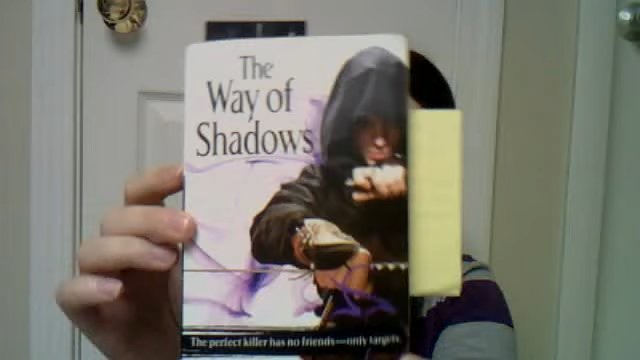 The
Way of
Shadows
The perfect killer has no friends—only targets.